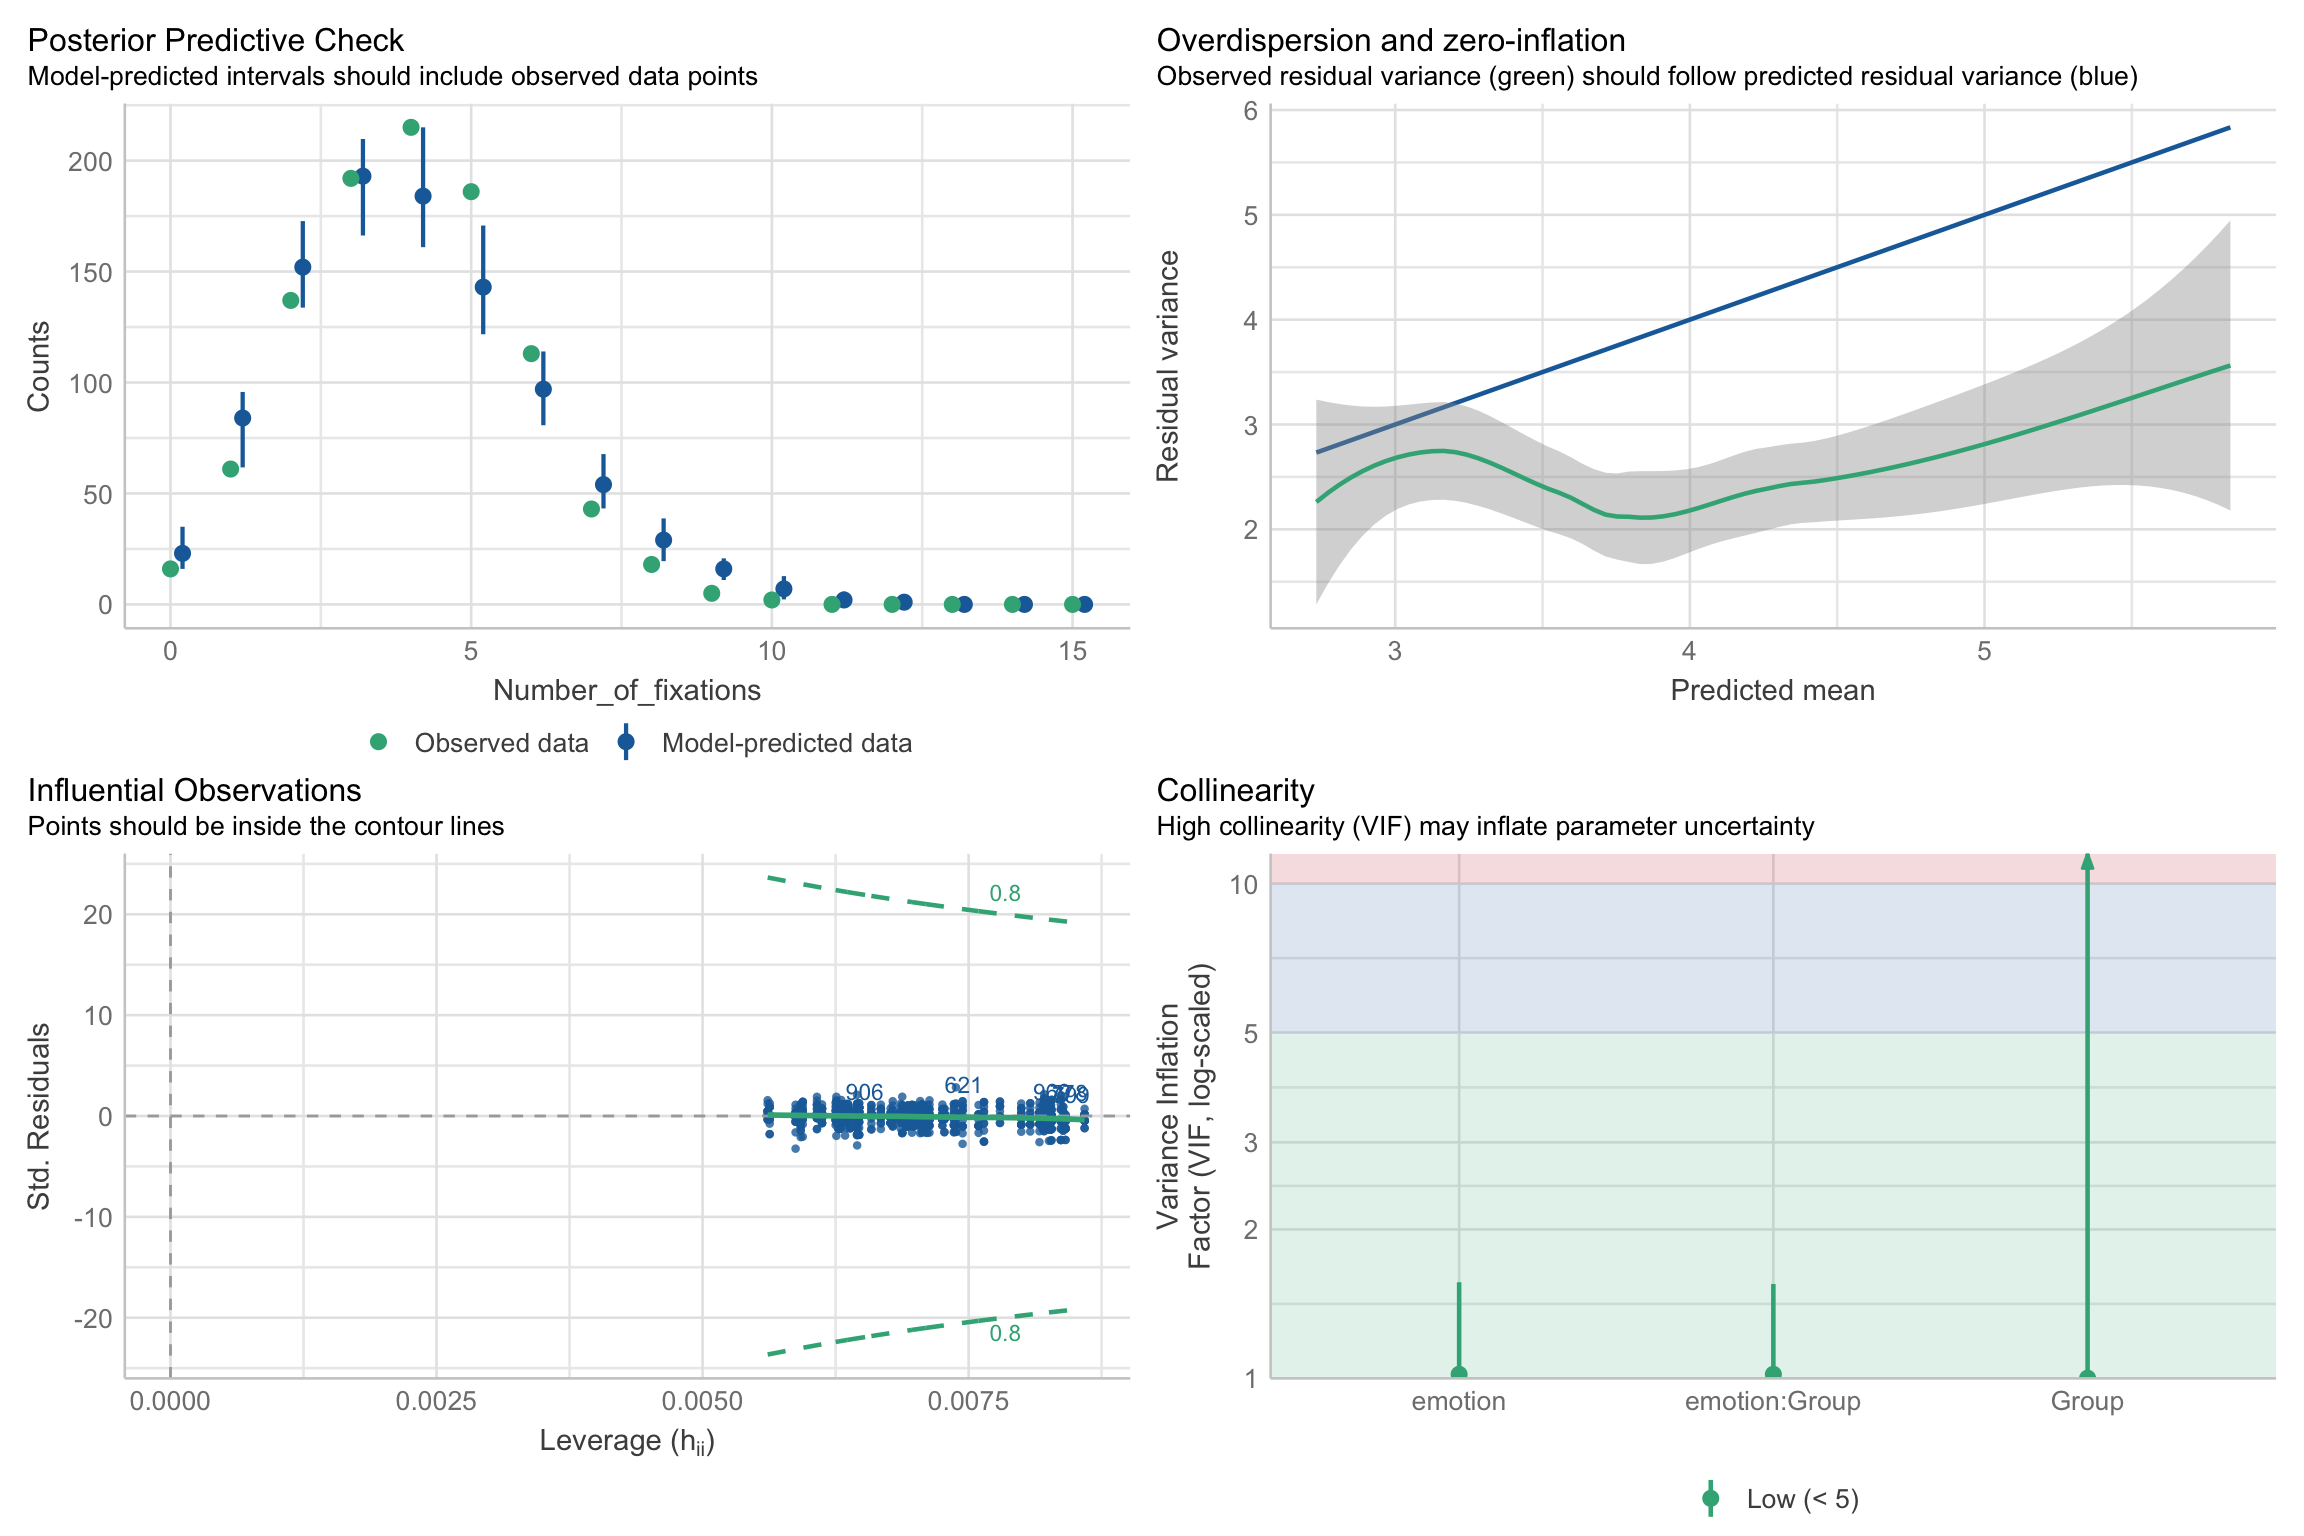 Posterior Predictive Check
Model-predicted intervals should include observed data points
Counts
200
150
100
50
0
0 5 10 15
Number_of_fixations
Observed data Model-predicted data
Overdispersion and zero-inflation
Observed residual variance (green) should follow predicted residual variance (blue)
Residual variance
6
5
4
3
2
3 4 5
Predicted mean
Influential Observations
Points should be inside the contour lines
Std. Residuals
20
10
0
-10
-20
0.8
906
621
0.8
0.0000 0.0025 0.0050 0.0075
Leverage (hii)
Collinearity
High collinearity (VIF) may inflate parameter uncertainty
Variance Inflation
Factor (VIF, log-scaled)
10
5
3
2
1
emotion emotion:Group Group
Low (< 5)